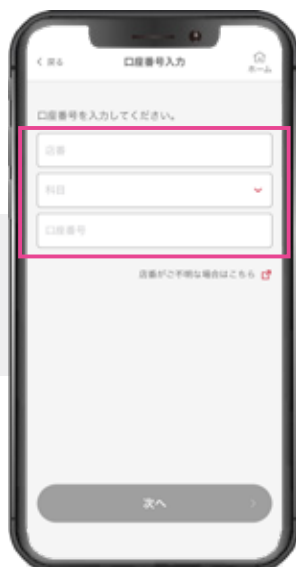 戻る
口座番号入力
ホーム
口座番号を入力してください。
店番
科目
口座番号
店番がご不明な場合はこちら
次へ